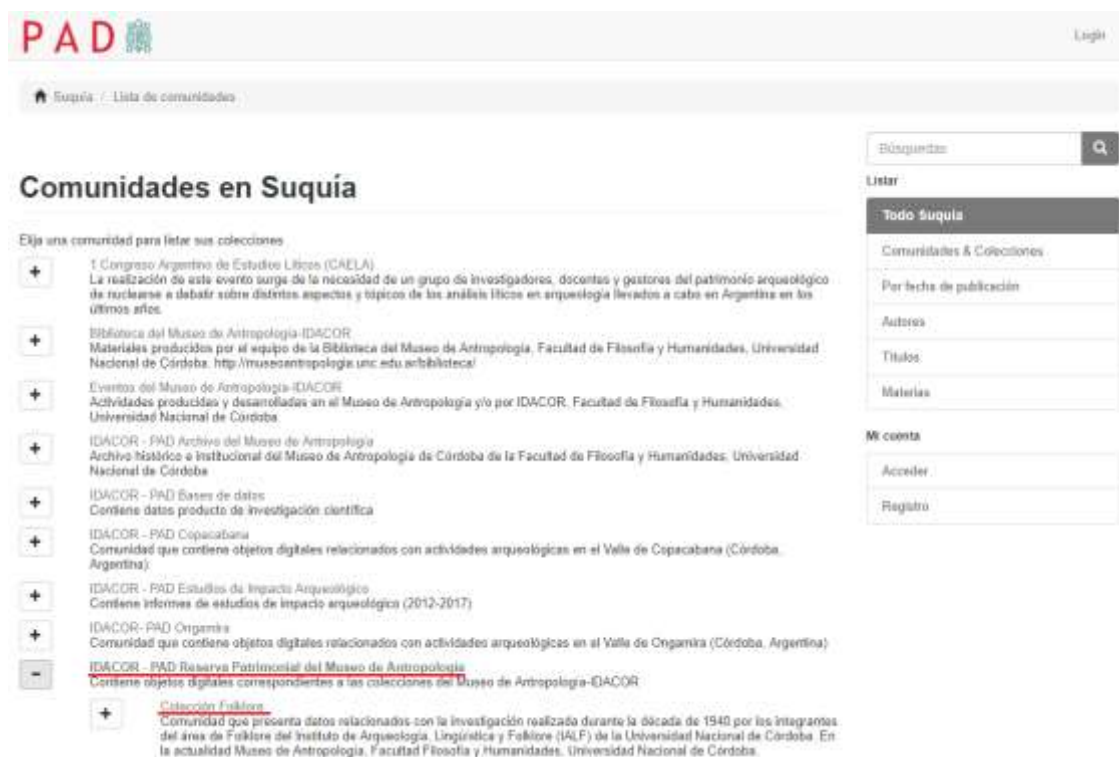 PAD
Login
Suquía / Lista de comunidades
Búsquedas
Comunidades en Suquía
Elija una comunidad para listar sus colecciones
+
1 Congreso Argentino de Estudios Líticos (CAELA)
La realización de este evento surge de la necesidad de un grupo de investigadores, docentes y gestores del patrimonio arqueológico
de nuclearse a debatir sobre distintos aspectos y tópicos de los análisis líticos en arqueología llevados a cabo en Argentina en los
últimos años.
+
Biblioteca del Museo de Antropología-IDACOR
Materiales producidos por el equipo de la Biblioteca del Museo de Antropología, Facultad de Filosofía y Humanidades, Universidad
Nacional de Córdoba. http://museoantropologia.unc.edu.ar/biblioteca/
+
Eventos del Museo de Antropología-IDACOR
Actividades producidas y desarrolladas en el Museo de Antropología y/o por IDACOR, Facultad de Filosofía y Humanidades,
Universidad Nacional de Córdoba.
+
IDACOR - PAD Archivo del Museo de Antropología
Archivo histórico e institucional del Museo de Antropología de Córdoba de la Facultad de Filosofía y Humanidades, Universidad
Nacional de Córdoba
+
IDACOR - PAD Bases de datos
Contiene datos producto de investigación científica
+
IDACOR - PAD Copacabana
Comunidad que contiene objetos digitales relacionados con actividades arqueológicas en el Valle de Copacabana (Córdoba,
Argentina)
+
IDACOR - PAD Estudios de Impacto Arqueológico
Contiene informes de estudios de impacto arqueológico (2012-2017)
+
IDACOR- PAD Ongamira
Comunidad que contiene objetos digitales relacionados con actividades arqueológicas en el Valle de Ongamira (Córdoba, Argentina)
-
IDACOR - PAD Reserva Patrimonial del Museo de Antropología
Contiene objetos digitales correspondientes a las colecciones del Museo de Antropología-IDACOR
+
Colección Folklore
Comunidad que presenta datos relacionados con la investigación realizada durante la década de 1940 por los integrantes
del área de Folklore del Instituto de Arqueología, Lingüística y Folklore (IALF) de la Universidad Nacional de Córdoba. En
la actualidad Museo de Antropología, Facultad Filosofía y Humanidades, Universidad Nacional de Córdoba.
Listar
Todo Suquía
Comunidades & Colecciones
Por fecha de publicación
Autores
Títulos
Materias
Mi cuenta
Acceder
Registro